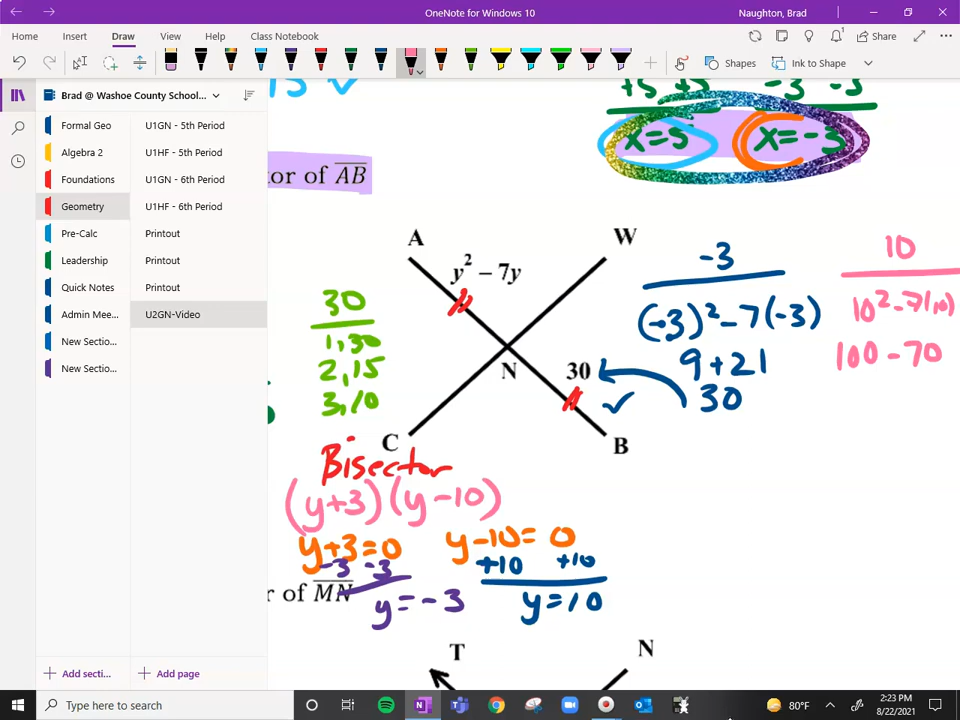 OneNote for Windows 10
Naughton, Brad
Home Insert Draw View Help Class Notebook
Share
Shapes Ink to Shape
Brad @ Washoe County School...
Formal Geo
Algebra 2
Foundations
Geometry
Pre-Calc
Leadership
Quick Notes
Admin Mee...
New Sectio...
New Sectio...
U1GN - 5th Period
U1HF - 5th Period
U1GN - 6th Period
U1HF - 6th Period
Printout
Printout
Printout
U2GN-Video
Add secti...
Add page
15 ✓
+5 +5 -3 -3
x=5 x=-3
tor of AB
A W
y² – 7y
N
30
C B
30
1,30
2,15
3,10
-3
(-3)²-7(-3)
9+21
30
✓
10
10²-7(10)
100-70
Bisector
(y+3)(y-10)
y+3=0 y-10=0
-3 -3 +10 +10
y=-3 y=10
r of MN
T N
Type here to search
80°F
2:23 PM
8/22/2021